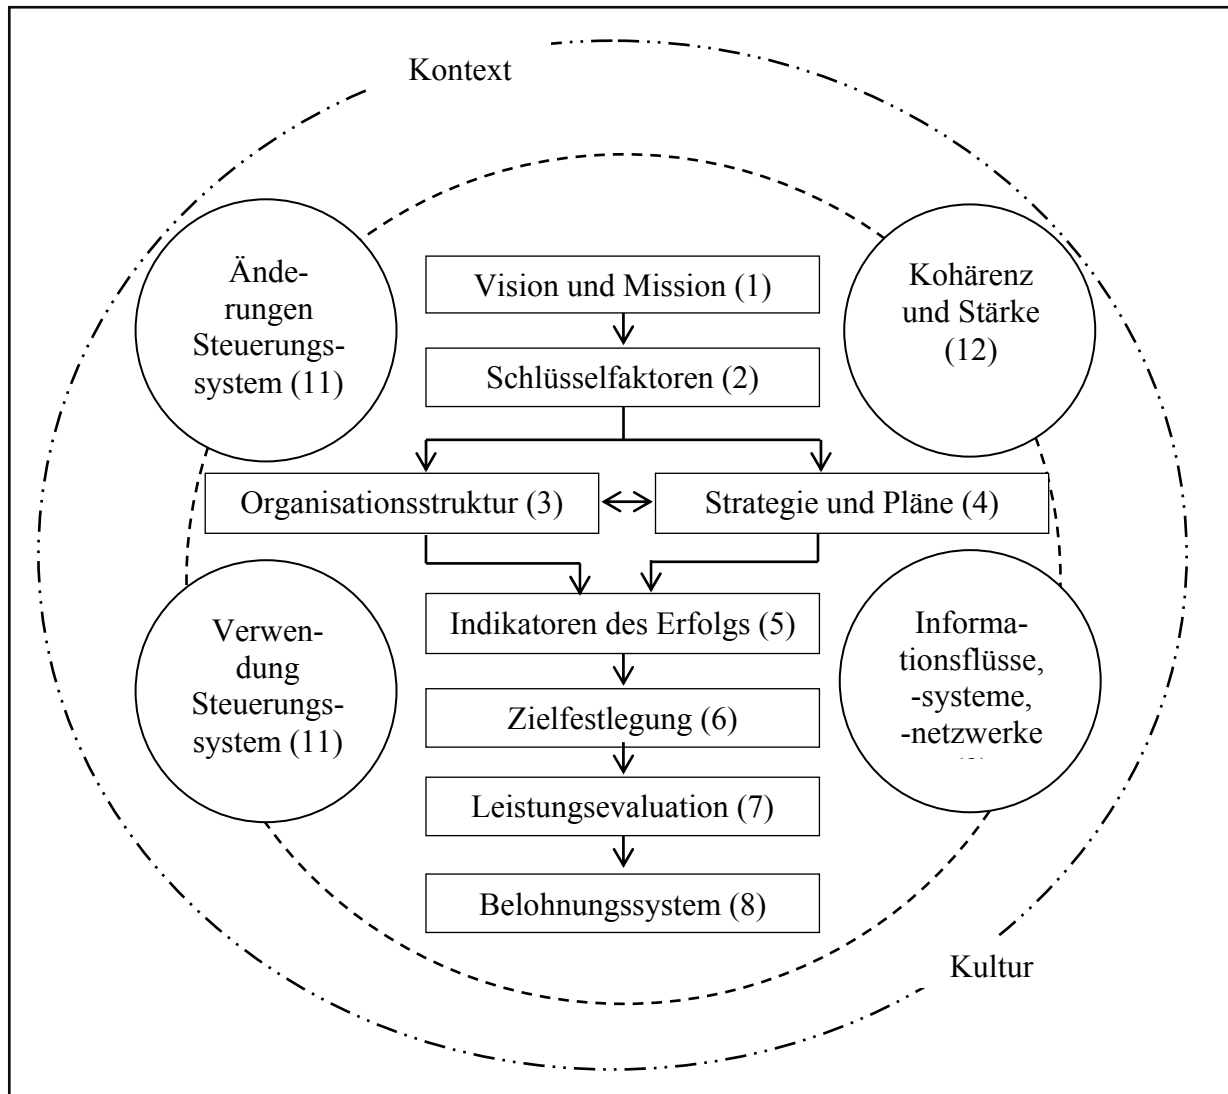 Kontext
Ände-
rungen
Steuerungs-
system (11)
Kohärenz
und Stärke
(12)
Vision und Mission (1)
Schlüsselfaktoren (2)
Organisationsstruktur (3)
Strategie und Pläne (4)
Verwen-
dung
Steuerungs-
system (11)
Informa-
tionsflüsse,
-systeme,
-netzwerke
Indikatoren des Erfolgs (5)
Zielfestlegung (6)
Leistungsevaluation (7)
Belohnungssystem (8)
Kultur